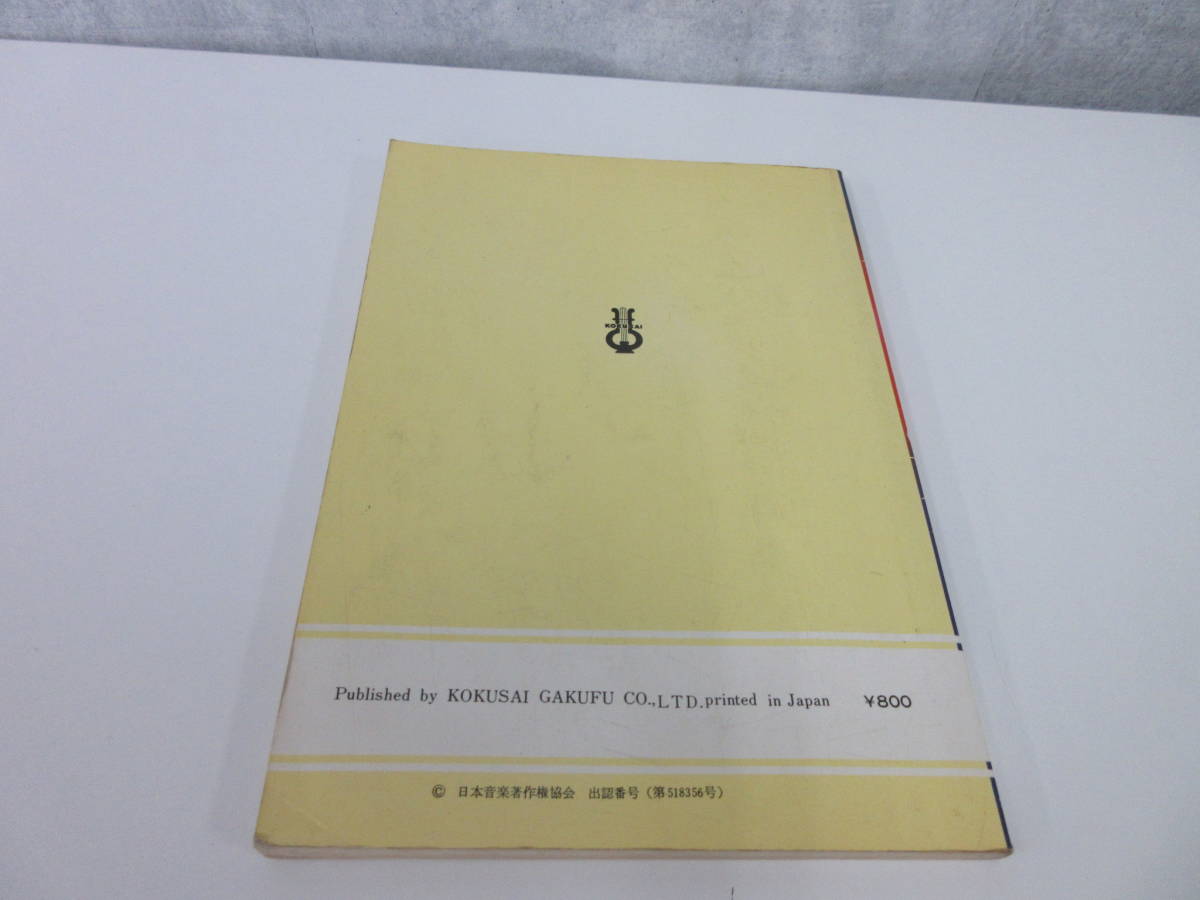 KOKUSAI
Published by KOKUSAI GAKUFU CO.,LTD.printed in Japan ¥800
© 日本音楽著作権協会 出認番号（第518356号）